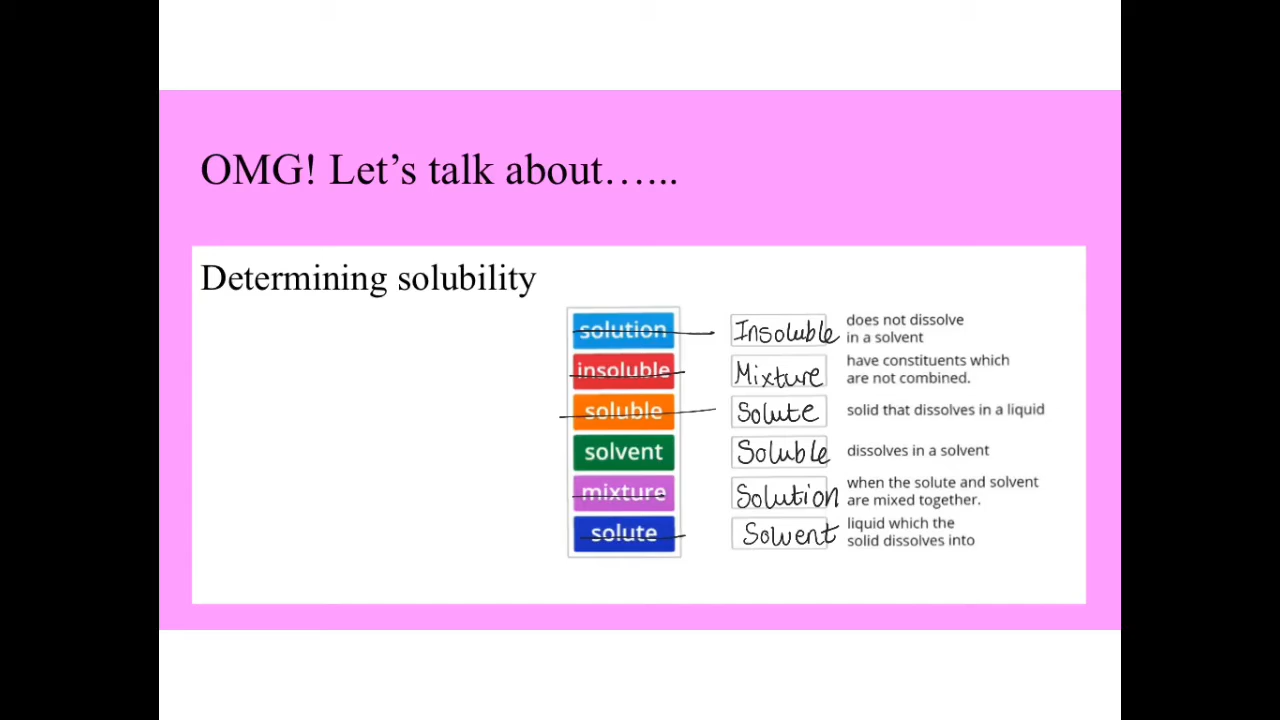 OMG! Let’s talk about…...
Determining solubility
solution
insoluble
soluble
solvent
mixture
solute
Insoluble
does not dissolve
in a solvent
Mixture
have constituents which
are not combined.
Solute
solid that dissolves in a liquid
Soluble
dissolves in a solvent
Solution
when the solute and solvent
are mixed together.
Solvent
liquid which the
solid dissolves into